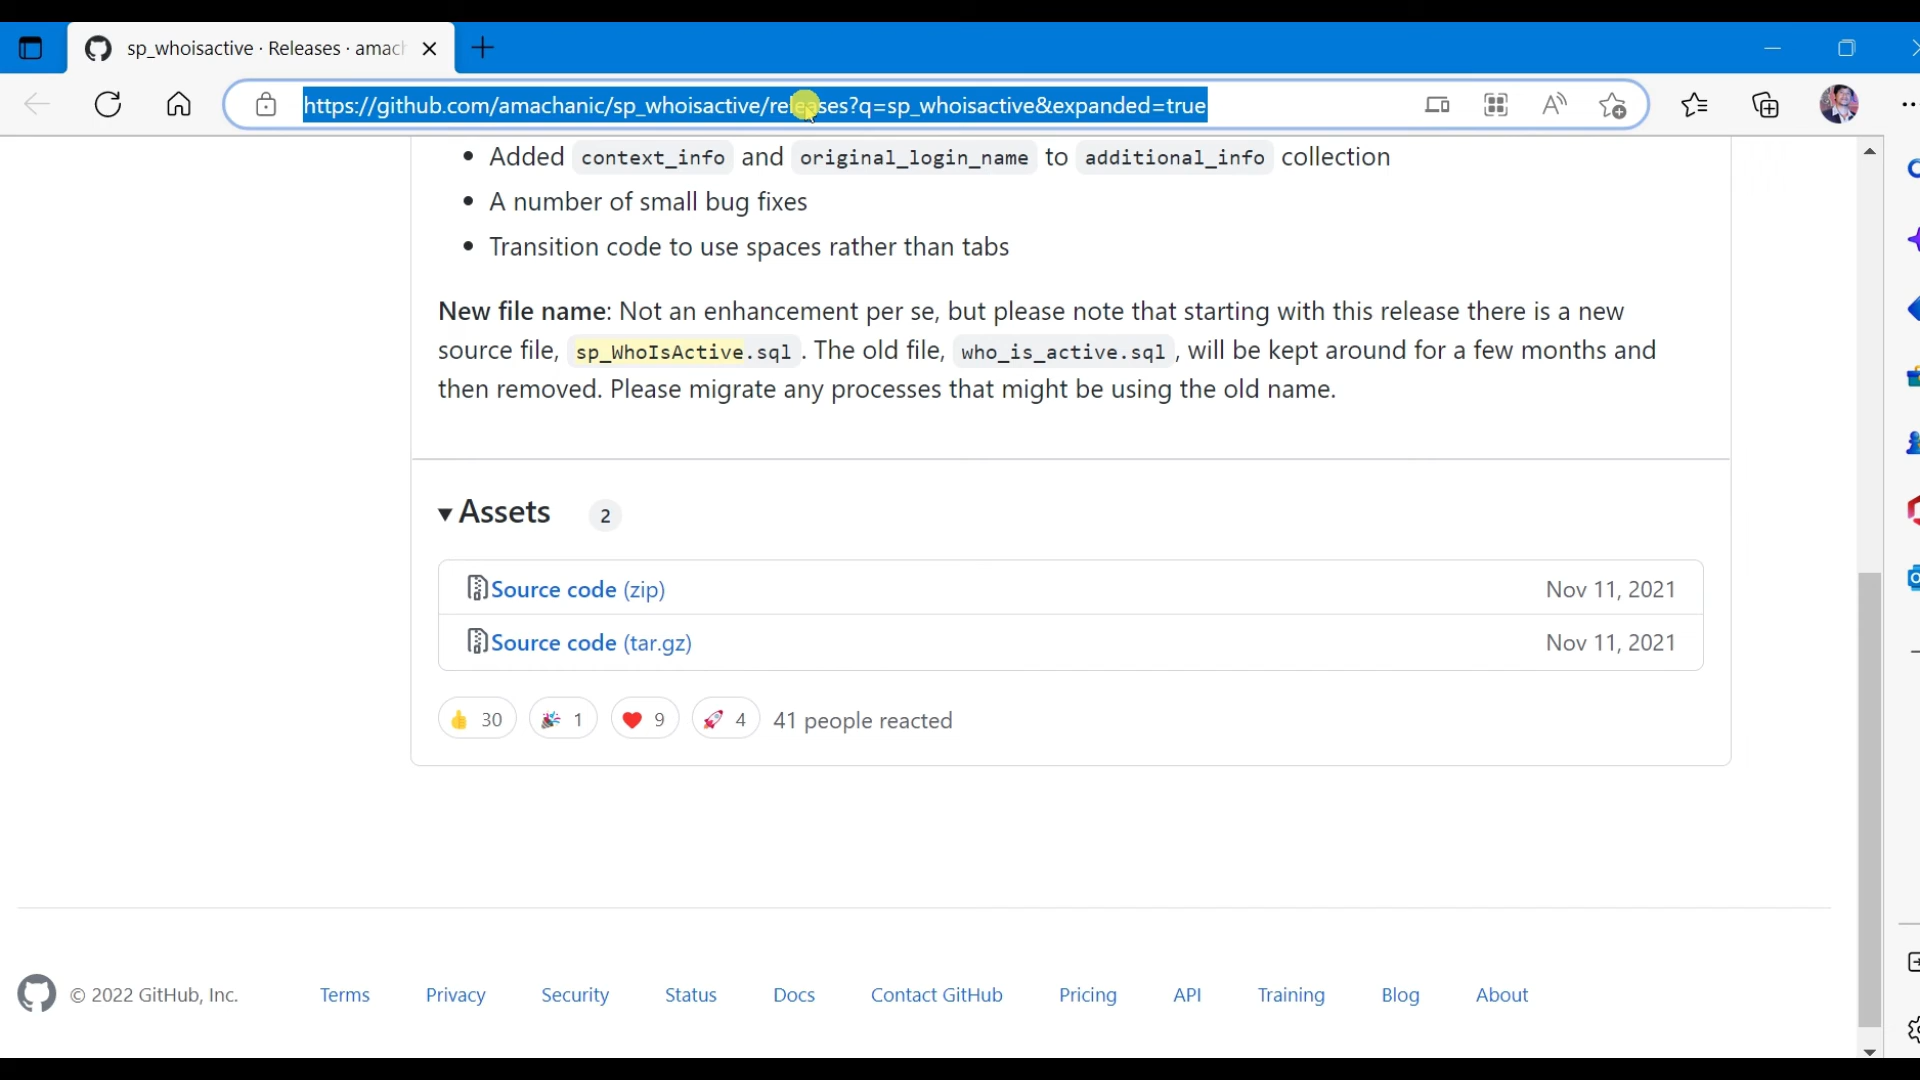 sp_whoisactive · Releases · amach
https://github.com/amachanic/sp_whoisactive/releases?q=sp_whoisactive&expanded=true
• Added context_info and original_login_name to additional_info collection
• A number of small bug fixes
• Transition code to use spaces rather than tabs
New file name: Not an enhancement per se, but please note that starting with this release there is a new
source file, sp_WhoIsActive.sql . The old file, who_is_active.sql , will be kept around for a few months and
then removed. Please migrate any processes that might be using the old name.
Assets 2
Source code (zip) Nov 11, 2021
Source code (tar.gz) Nov 11, 2021
30 1 9 4 41 people reacted
© 2022 GitHub, Inc. Terms Privacy Security Status Docs Contact GitHub Pricing API Training Blog About